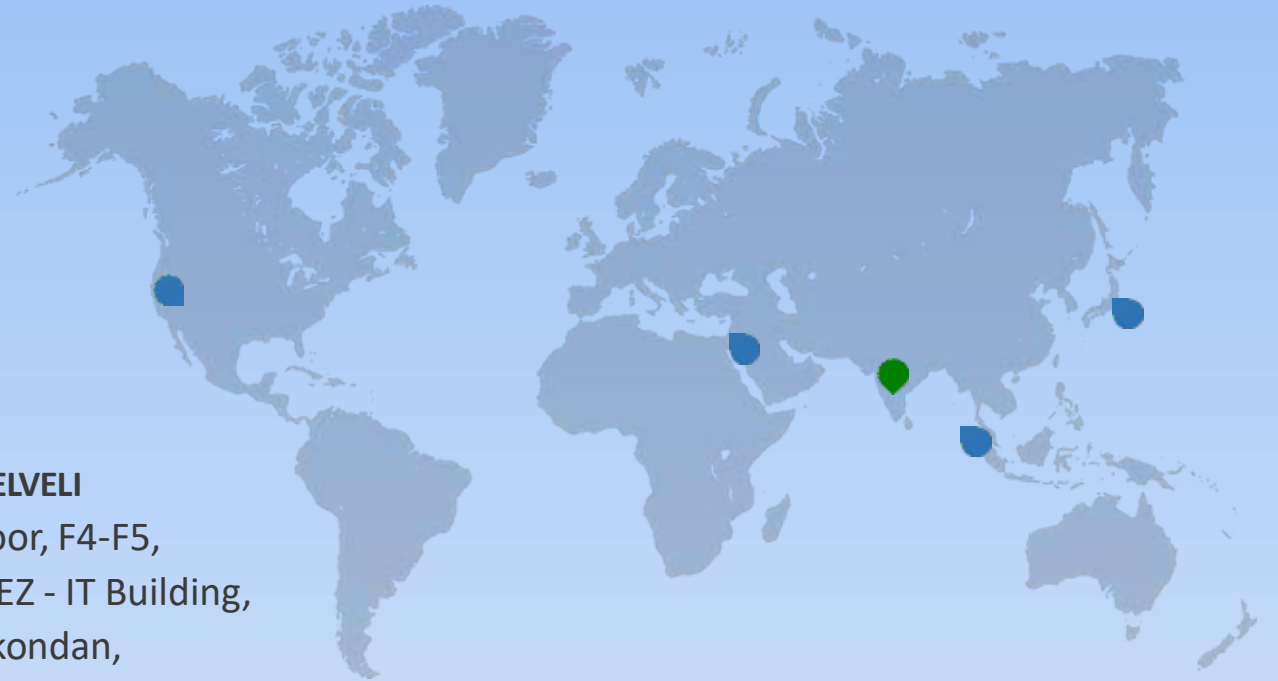 ELVELI
oor, F4-F5,
EZ - IT Building,
kondan,